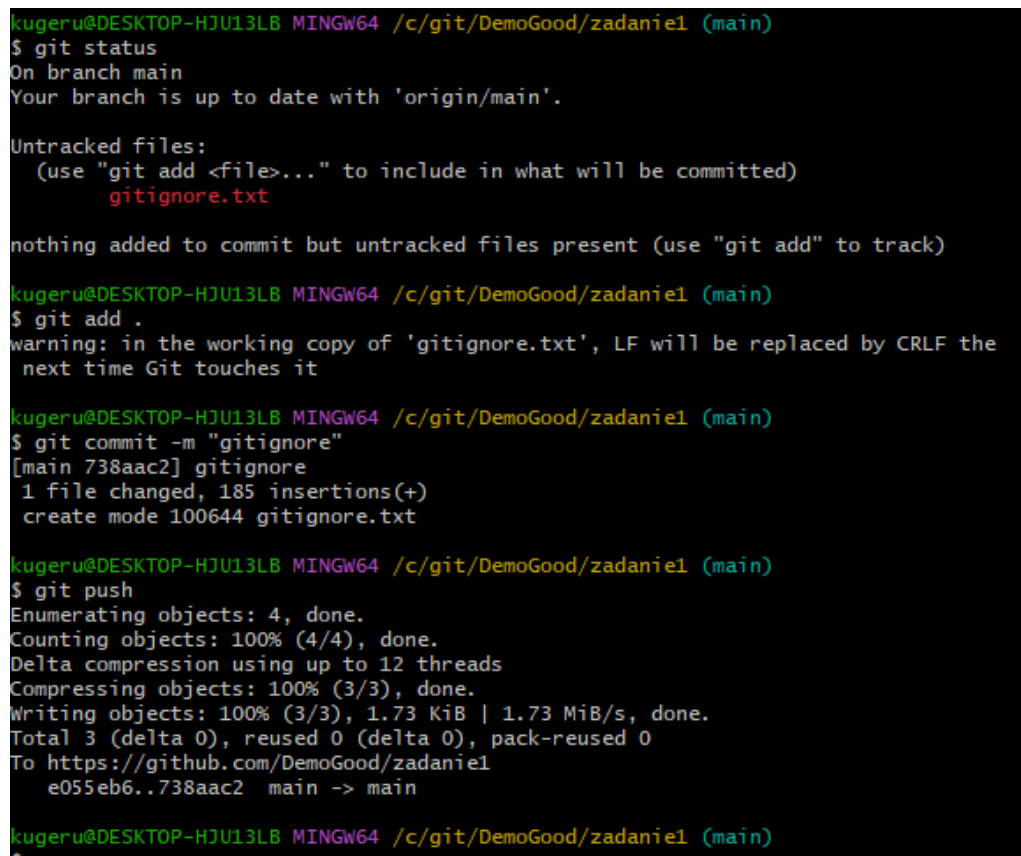 kugeru@DESKTOP-HJU13LB MINGW64 /c/git/DemoGood/zadanie1 (main)
$ git status
On branch main
Your branch is up to date with 'origin/main'.

Untracked files:
  (use "git add <file>..." to include in what will be committed)
        gitignore.txt

nothing added to commit but untracked files present (use "git add" to track)

kugeru@DESKTOP-HJU13LB MINGW64 /c/git/DemoGood/zadanie1 (main)
$ git add .
warning: in the working copy of 'gitignore.txt', LF will be replaced by CRLF the
 next time Git touches it

kugeru@DESKTOP-HJU13LB MINGW64 /c/git/DemoGood/zadanie1 (main)
$ git commit -m "gitignore"
[main 738aac2] gitignore
 1 file changed, 185 insertions(+)
 create mode 100644 gitignore.txt

kugeru@DESKTOP-HJU13LB MINGW64 /c/git/DemoGood/zadanie1 (main)
$ git push
Enumerating objects: 4, done.
Counting objects: 100% (4/4), done.
Delta compression using up to 12 threads
Compressing objects: 100% (3/3), done.
Writing objects: 100% (3/3), 1.73 KiB | 1.73 MiB/s, done.
Total 3 (delta 0), reused 0 (delta 0), pack-reused 0
To https://github.com/DemoGood/zadanie1
   e055eb6..738aac2  main -> main

kugeru@DESKTOP-HJU13LB MINGW64 /c/git/DemoGood/zadanie1 (main)